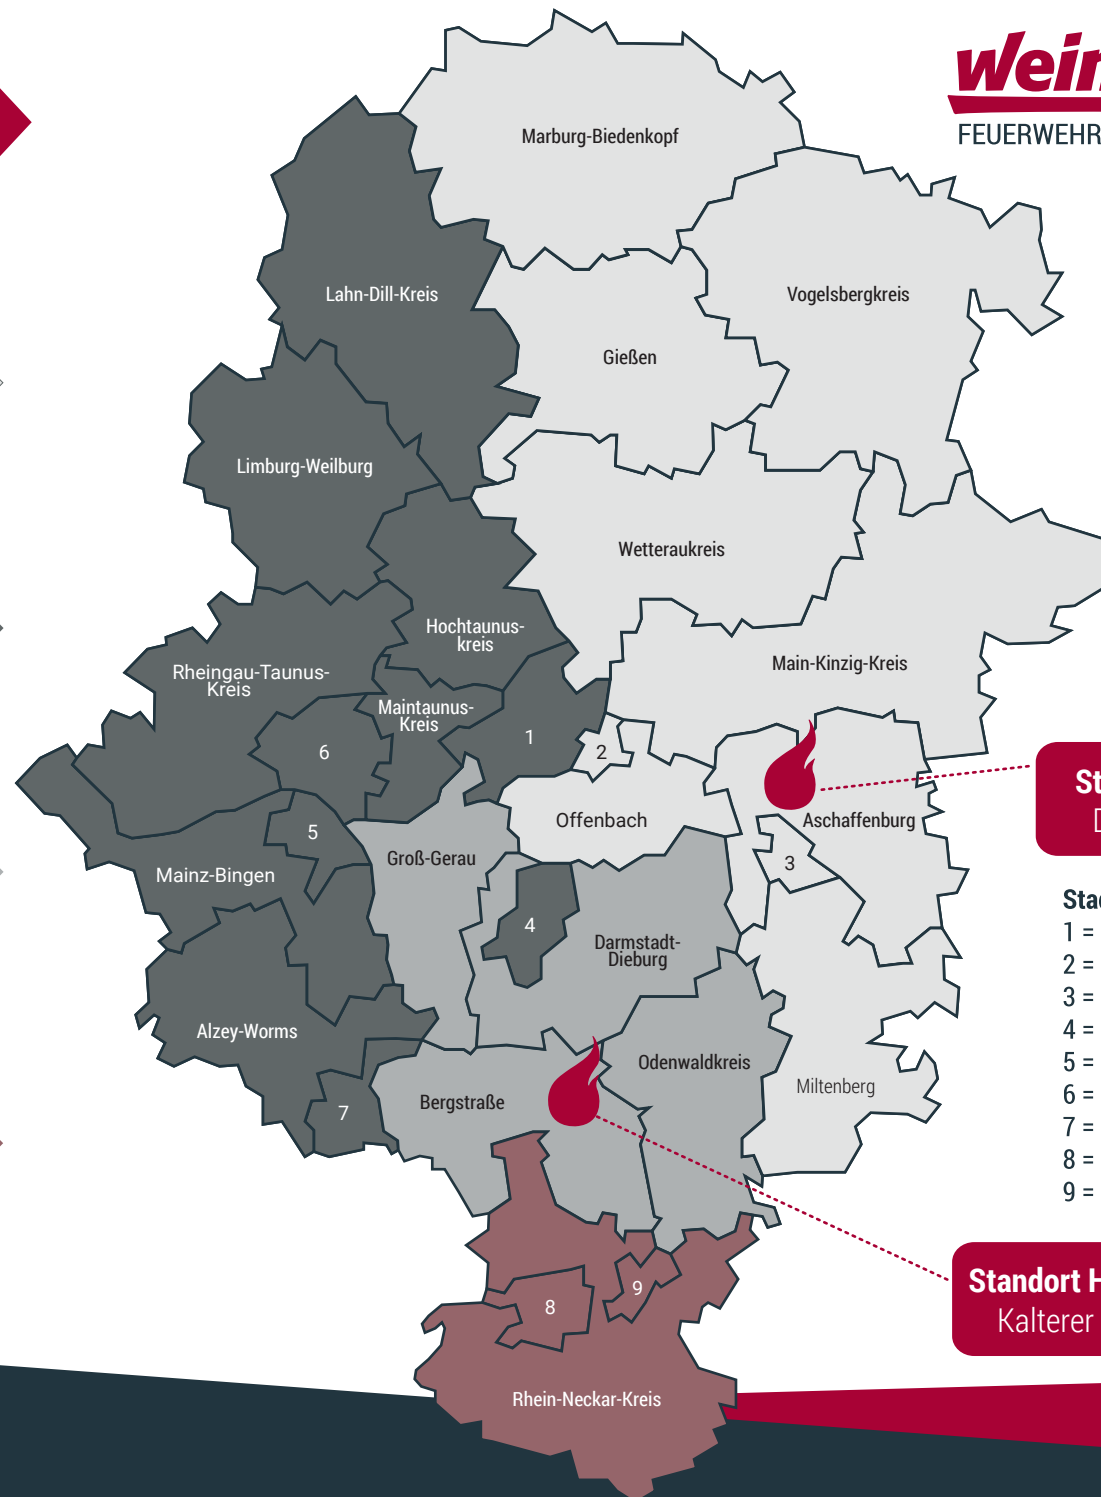 Wein
FEUERWEHR
Marburg-Biedenkopf
Lahn-Dill-Kreis
Vogelsbergkreis
Gießen
Limburg-Weilburg
Wetteraukreis
Hochtaunus-
kreis
Main-Kinzig-Kreis
Rheingau-Taunus-
Kreis
Maintaunus-
Kreis
1
2
6
St
D
Offenbach
Aschaffenburg
5
Groß-Gerau
3
Mainz-Bingen
4
Darmstadt-
Dieburg
Stad
1 =
2 =
3 =
4 =
5 =
6 =
7 =
8 =
9 =
Alzey-Worms
Odenwaldkreis
Miltenberg
Bergstraße
7
Standort H
Kalterer
9
8
Rhein-Neckar-Kreis